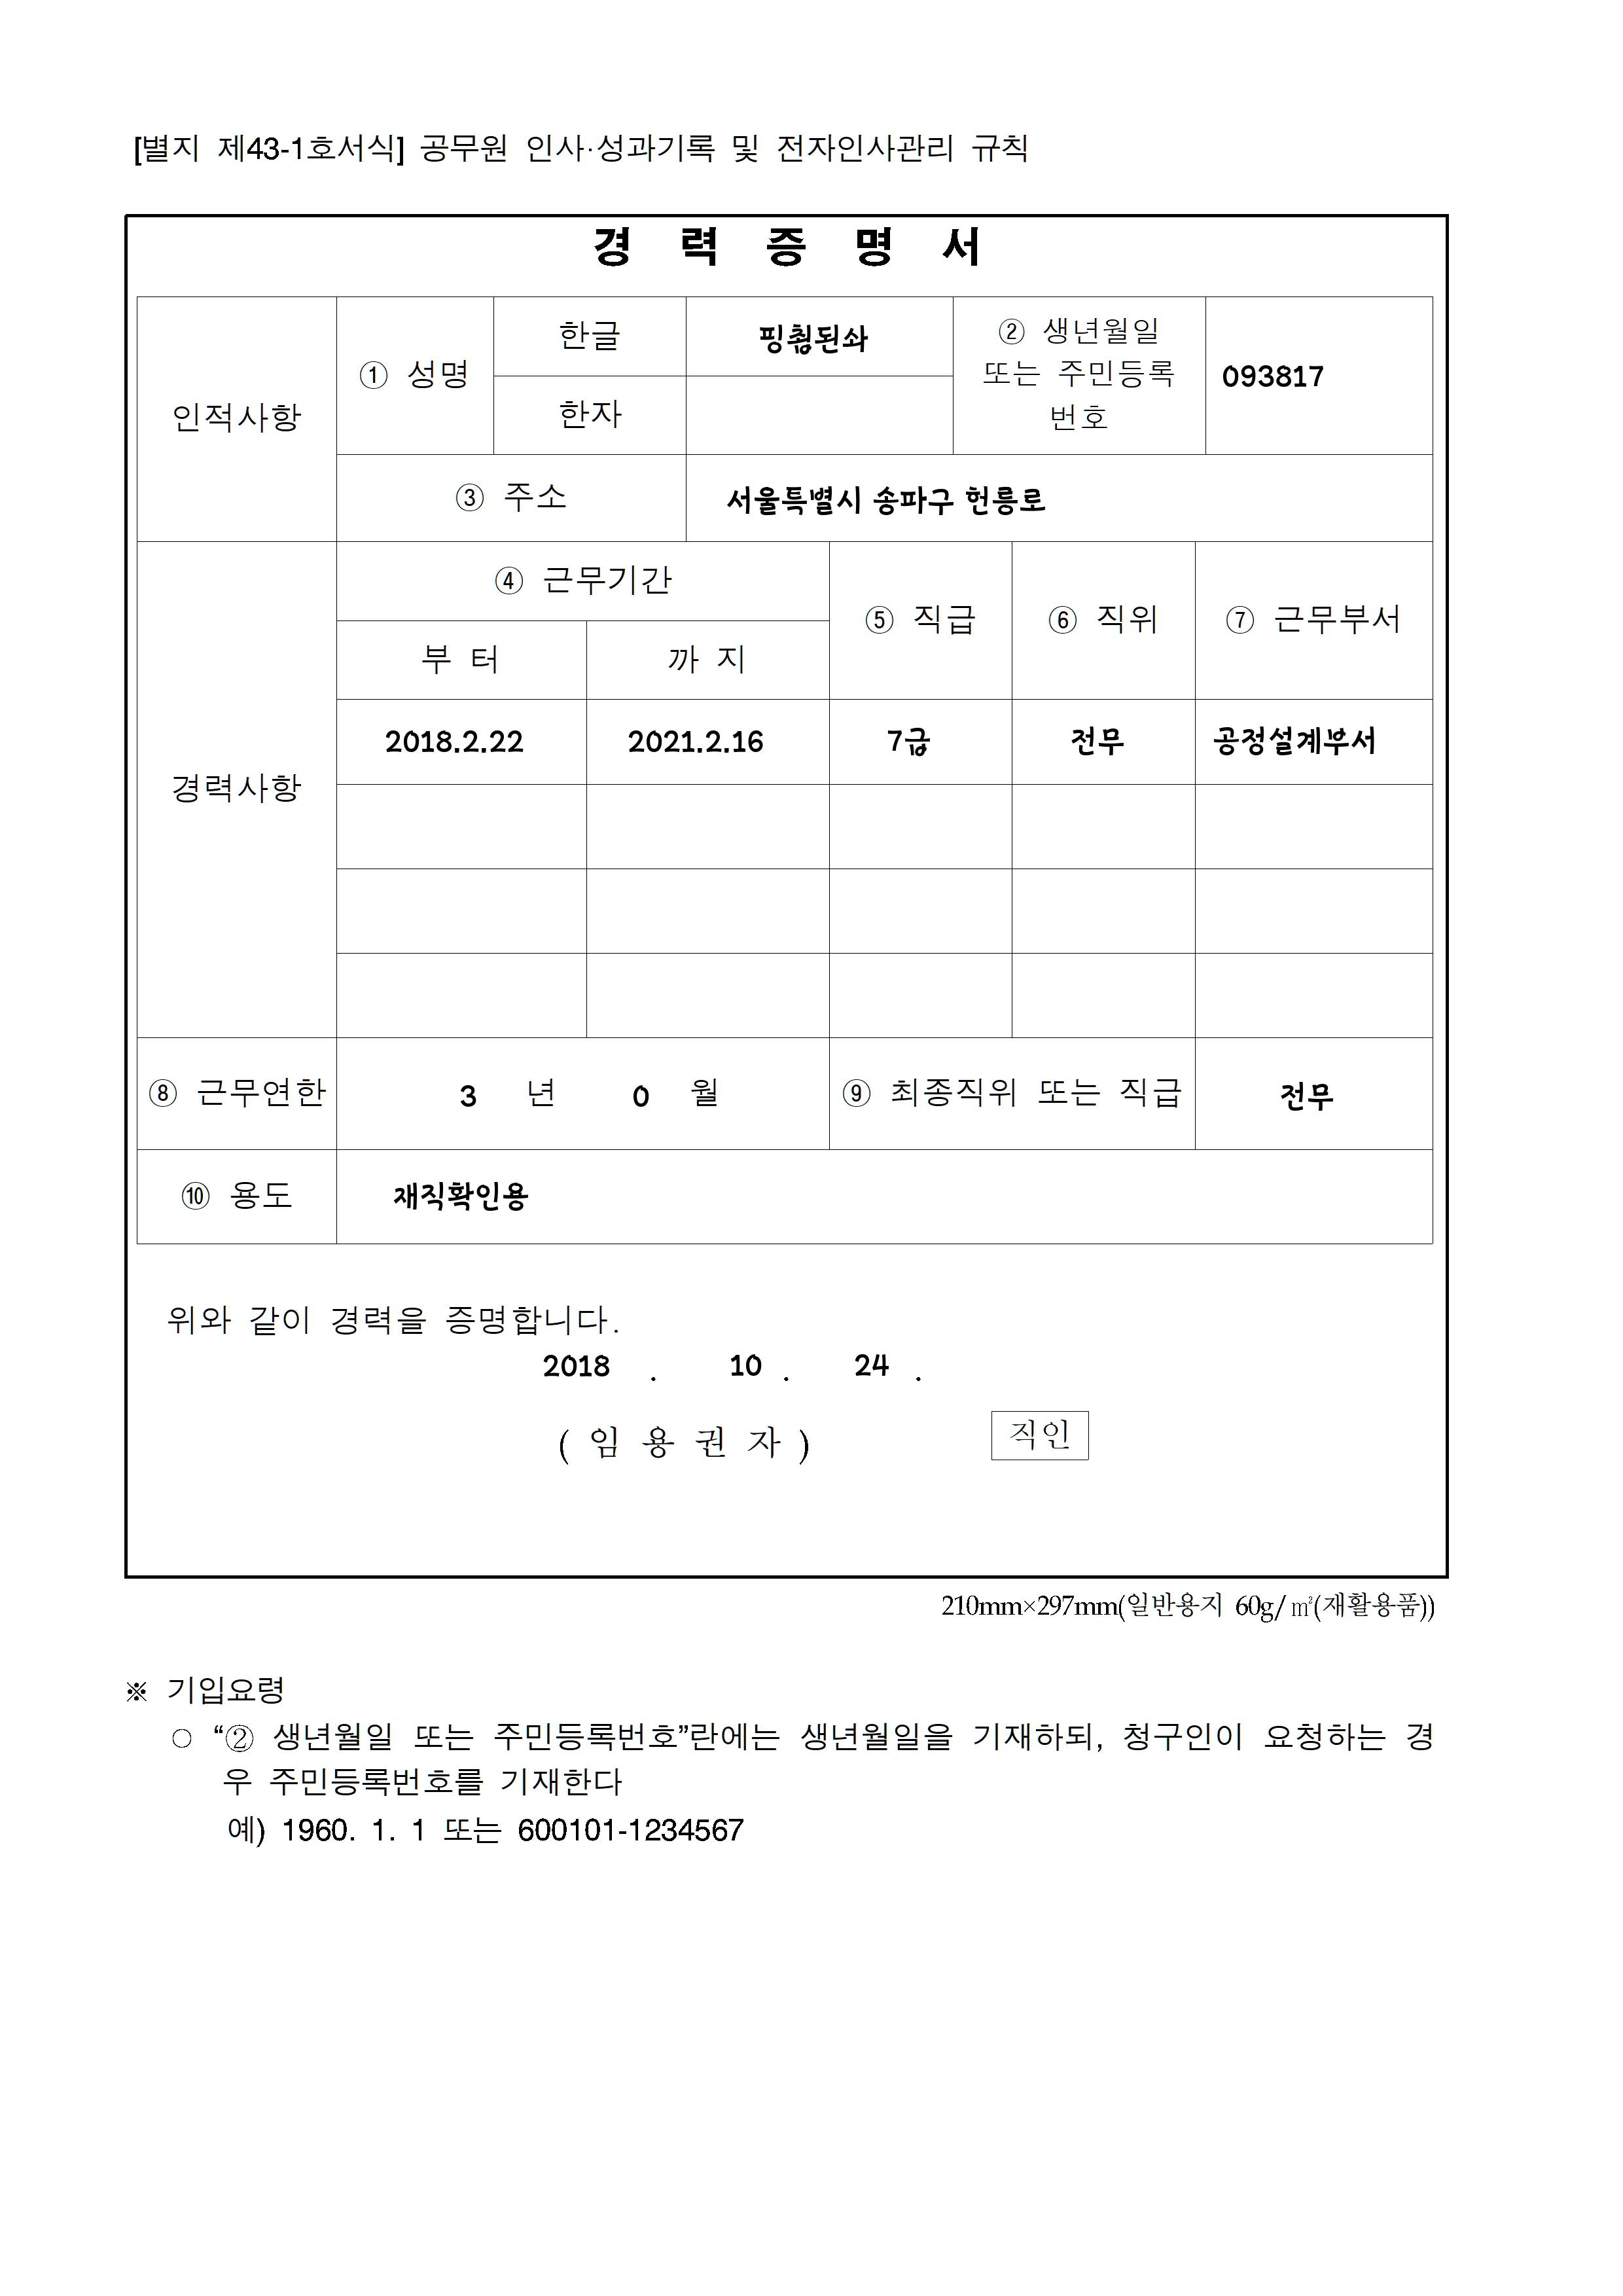 [별지 제43-1호서식] 공무원 인사·성과기록 및 전자인사관리 규칙
경 력 증 명 서
인적사항
① 성명
한글
핑췲된솨
한자
② 생년월일
또는 주민등록
번호
093817
③ 주소
서울특별시 송파구 헌릉로
경력사항
④ 근무기간
⑤ 직급
⑥ 직위
⑦ 근무부서
부 터
까 지
2018.2.22
2021.2.16
7급
전무
공정설계부서
⑧ 근무연한
3 년 0 월
⑨ 최종직위 또는 직급
전무
⑩ 용도
재직확인용
위와 같이 경력을 증명합니다.
2018 . 10 . 24 .
( 임 용 권 자 )
직인
210mm×297mm(일반용지 60g/㎡(재활용품))
※ 기입요령
○ “② 생년월일 또는 주민등록번호”란에는 생년월일을 기재하되, 청구인이 요청하는 경
우 주민등록번호를 기재한다
예) 1960. 1. 1 또는 600101-1234567